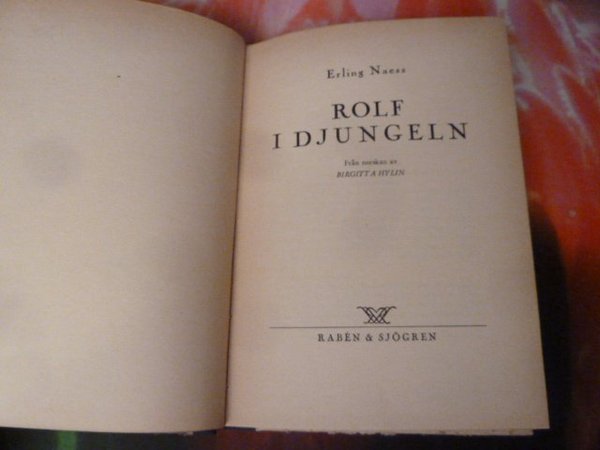 Erling Naess
ROLF
I DJUNGELN
Från norskan av
BIRGITTA HYLIN
RABÉN & SJÖGREN